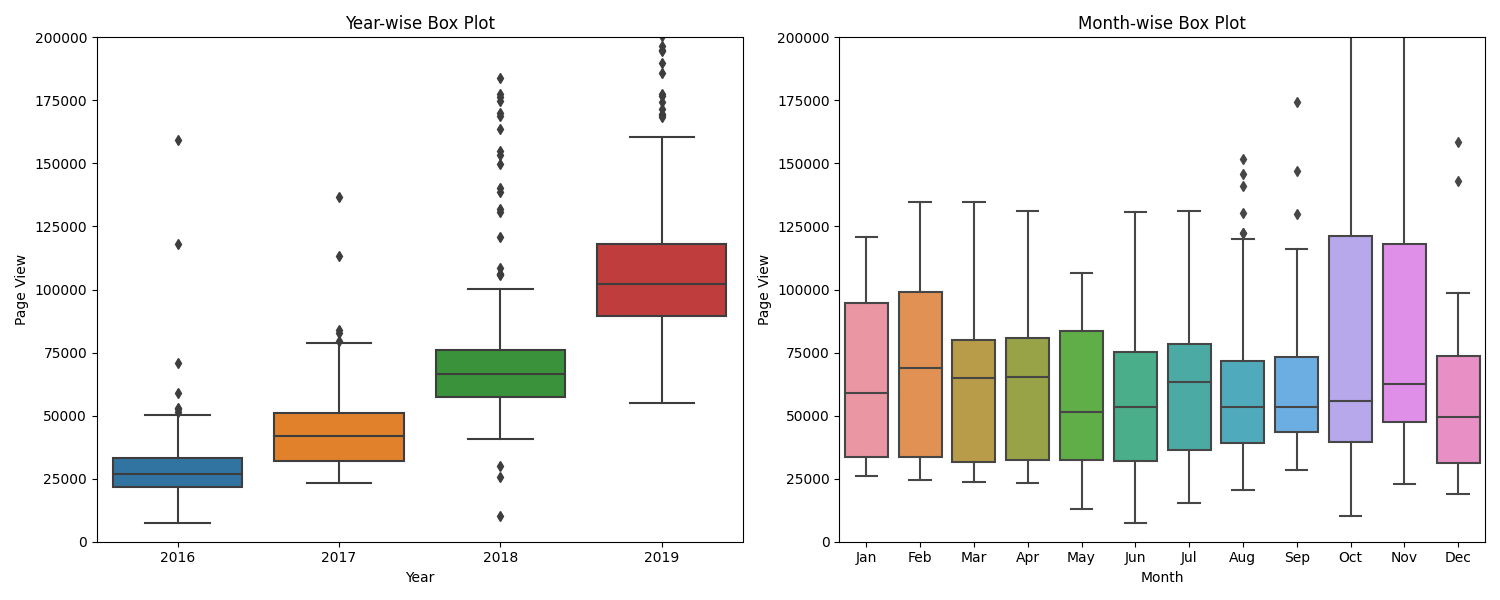 Year-wise Box Plot
200000
175000
150000
125000
100000
75000
50000
25000
0
Page View
2016 2017 2018 2019
Year
Month-wise Box Plot
200000
175000
150000
125000
100000
75000
50000
25000
0
Page View
Jan Feb Mar Apr May Jun Jul Aug Sep Oct Nov Dec
Month